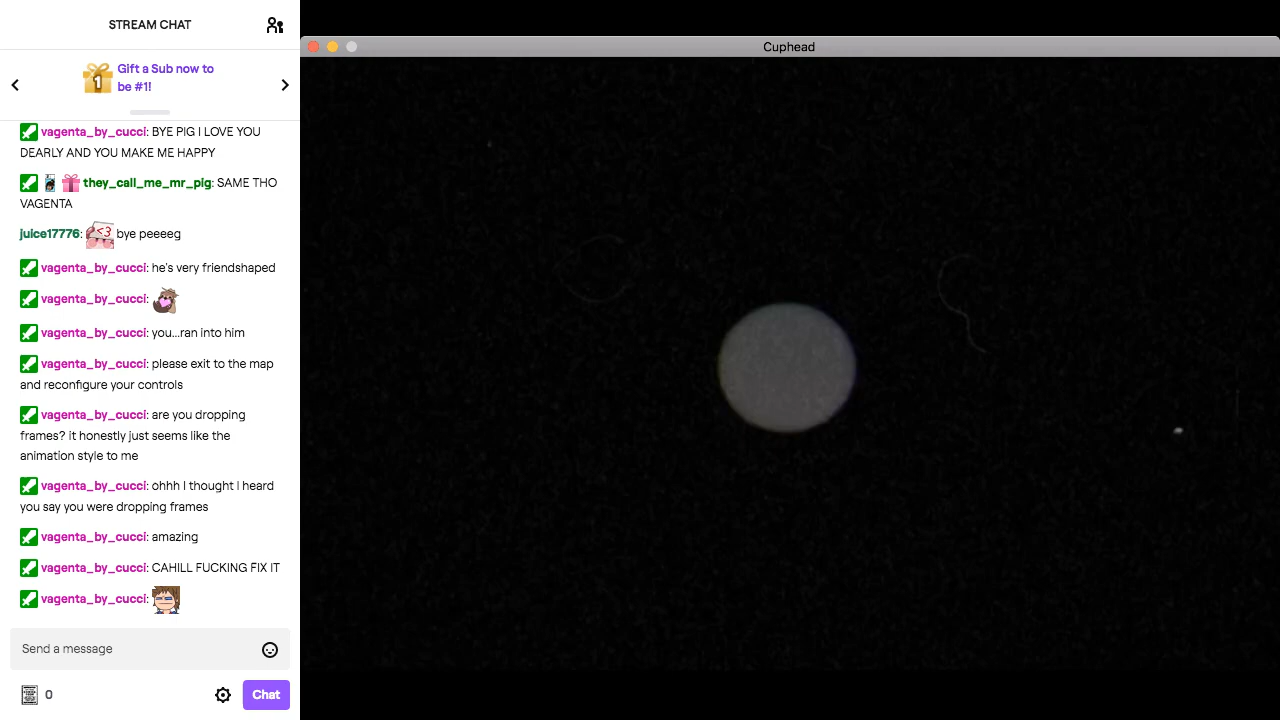 STREAM CHAT
Gift a Sub now to
be #1!
1
vagenta_by_cucci: BYE PIG I LOVE YOU
DEARLY AND YOU MAKE ME HAPPY
they_call_me_mr_pig: SAME THO
VAGENTA
juice17776: <3 bye peeeeg
vagenta_by_cucci: he's very friendshaped
vagenta_by_cucci:
vagenta_by_cucci: you...ran into him
vagenta_by_cucci: please exit to the map
and reconfigure your controls
vagenta_by_cucci: are you dropping
frames? it honestly just seems like the
animation style to me
vagenta_by_cucci: ohhh I thought I heard
you say you were dropping frames
vagenta_by_cucci: amazing
vagenta_by_cucci: CAHILL FUCKING FIX IT
vagenta_by_cucci:
Send a message
0
Chat
Cuphead